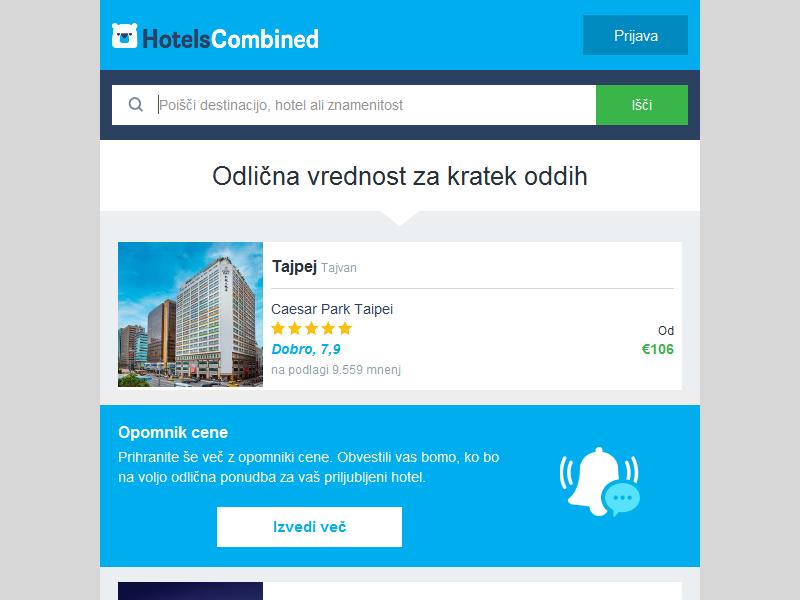 HotelsCombined
Prijava
Poišči destinacijo, hotel ali znamenitost
Išči
Odlična vrednost za kratek oddih
Tajpej Tajvan
Caesar Park Taipei
Od
Dobro, 7,9
€106
na podlagi 9.559 mnenj
Opomnik cene
Prihranite še več z opomniki cene. Obvestili vas bomo, ko bo
na voljo odlična ponudba za vaš priljubljeni hotel.
Izvedi več